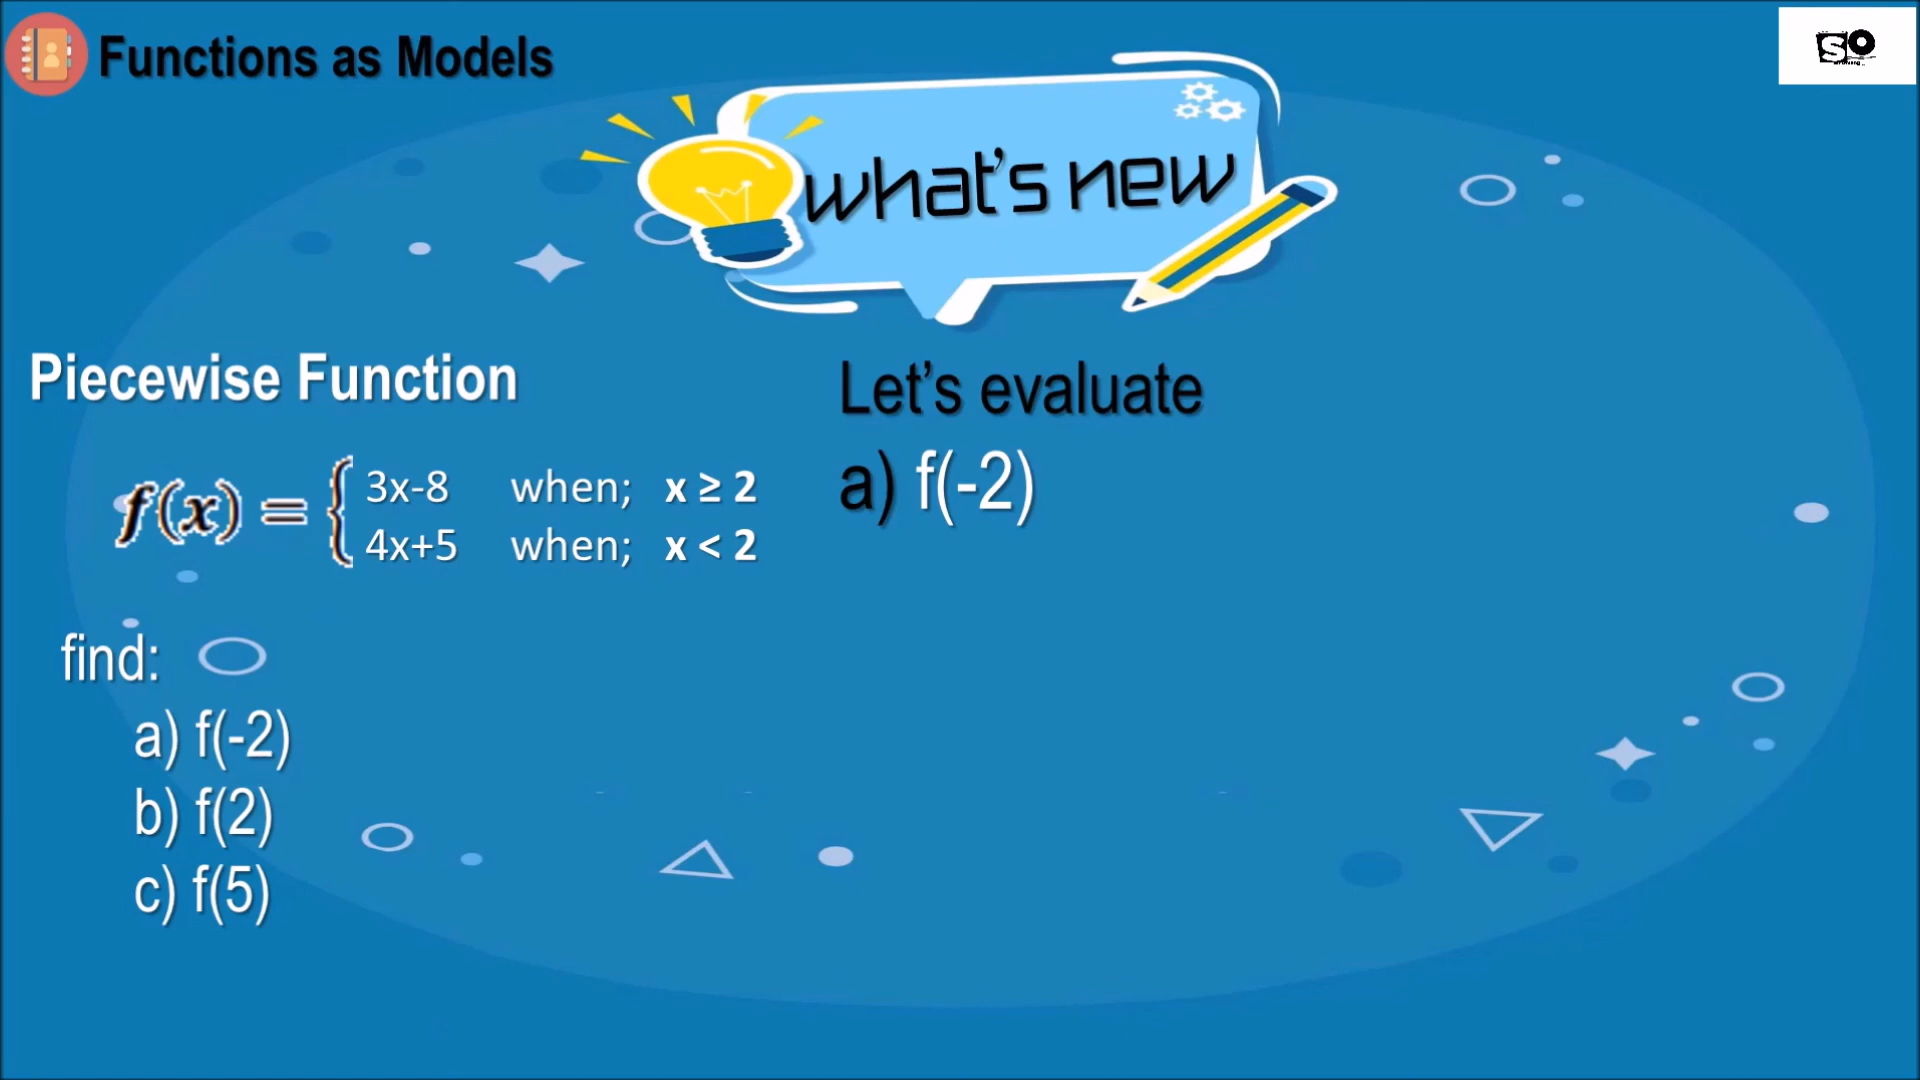 Functions as Models
SO
what's new
Piecewise Function
f(x) = { 3x-8 when; x ≥ 2
4x+5 when; x < 2
find:
a) f(-2)
b) f(2)
c) f(5)
Let's evaluate
a) f(-2)